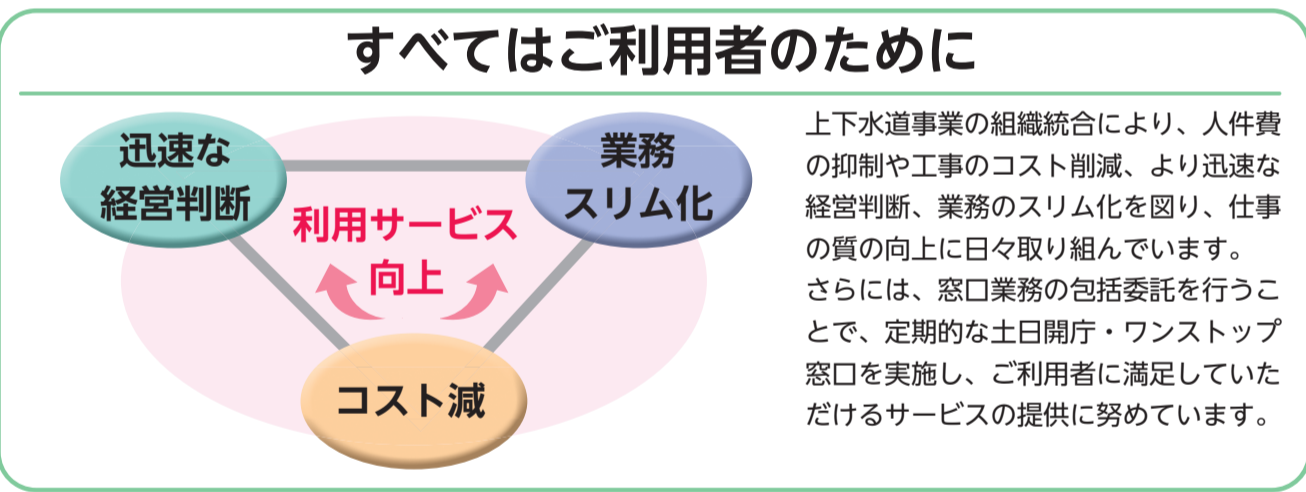 すべてはご利用者のために
迅速な
経営判断
業務
スリム化
利用サービス
向上
コスト減
上下水道事業の組織統合により、人件費
の抑制や工事のコスト削減、より迅速な
経営判断、業務のスリム化を図り、仕事
の質の向上に日々取り組んでいます。
さらには、窓口業務の包括委託を行うこ
とで、定期的な土日開庁・ワンストップ
窓口を実施し、ご利用者に満足していた
だけるサービスの提供に努めています。